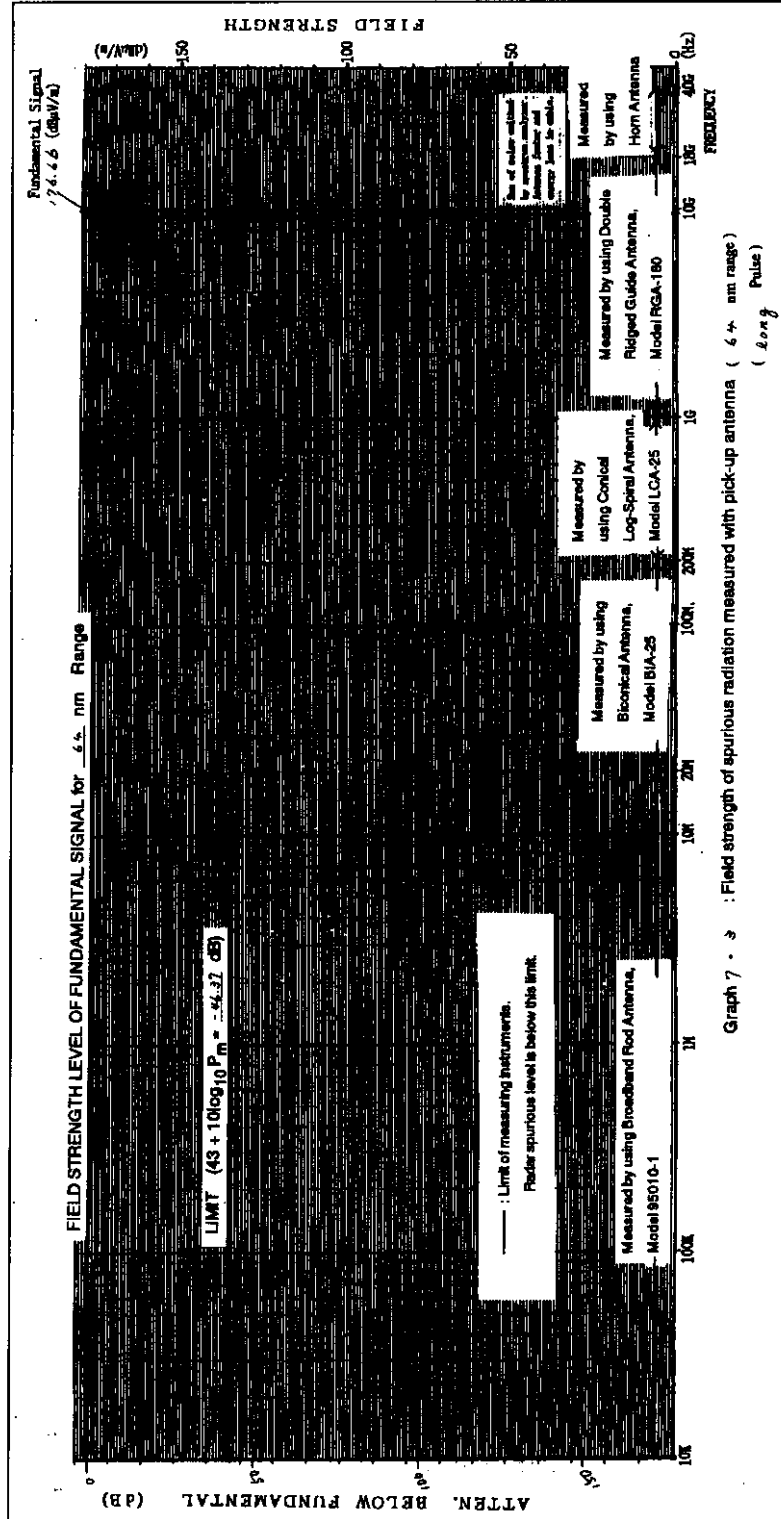 FIELD STRENGTH LEVEL OF FUNDAMENTAL SIGNAL for 64 nm Range
Fundamental Signal
176.66 (dBµV/m)
ATTEN. BELOW FUNDAMENTAL (dB)
0
50
100
150
FIELD STRENGTH
(dBµV/m)
150
100
50
0
LIMIT (43 + 10log10 Pm = -46.37 dB)
: Limit of measuring instruments.
Radar spurious level is below this limit.
Measured by using Broadband Rod Antenna,
Model 95010-1
Measured by using
Biconical Antenna,
Model BIA-25
Measured by
using Conical
Log-Spiral Antenna,
Model LCA-25
Measured by using Double
Ridged Guide Antenna,
Model RGA-180
Measured
by using
Horn Antenna
10K
100K
1M
10M
20M
100M
200M
1G
10G
18G
40G
(Hz)
FREQUENCY
Graph 7 - 3 : Field strength of spurious radiation measured with pick-up antenna ( 64 nm range )
( long Pulse )